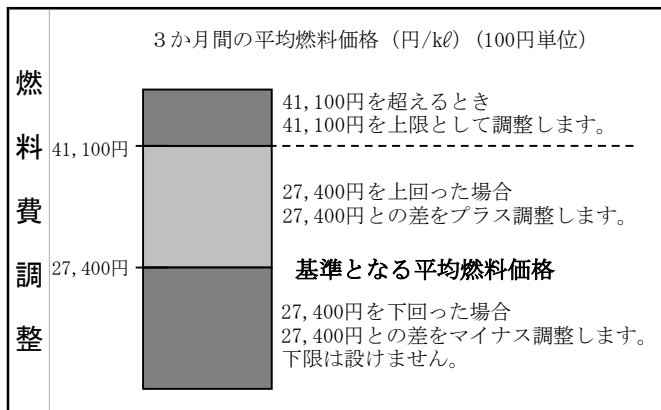 燃料費調整
3か月間の平均燃料価格（円/kℓ）（100円単位）
41,100円を超えるとき
41,100円を上限として調整します。
41,100円
27,400円を上回った場合
27,400円との差をプラス調整します。
27,400円
基準となる平均燃料価格
27,400円を下回った場合
27,400円との差をマイナス調整します。
下限は設けません。